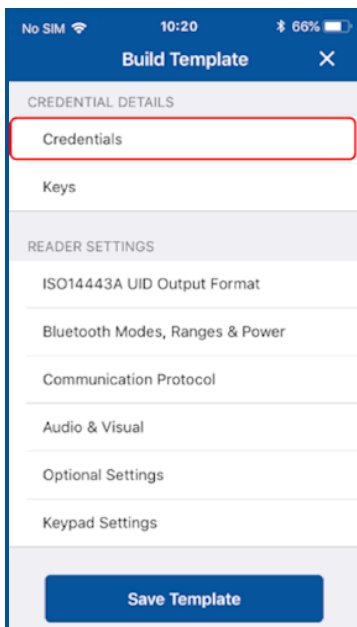 No SIM 10:20 66%
Build Template
CREDENTIAL DETAILS
Credentials
Keys
READER SETTINGS
ISO14443A UID Output Format
Bluetooth Modes, Ranges & Power
Communication Protocol
Audio & Visual
Optional Settings
Keypad Settings
Save Template